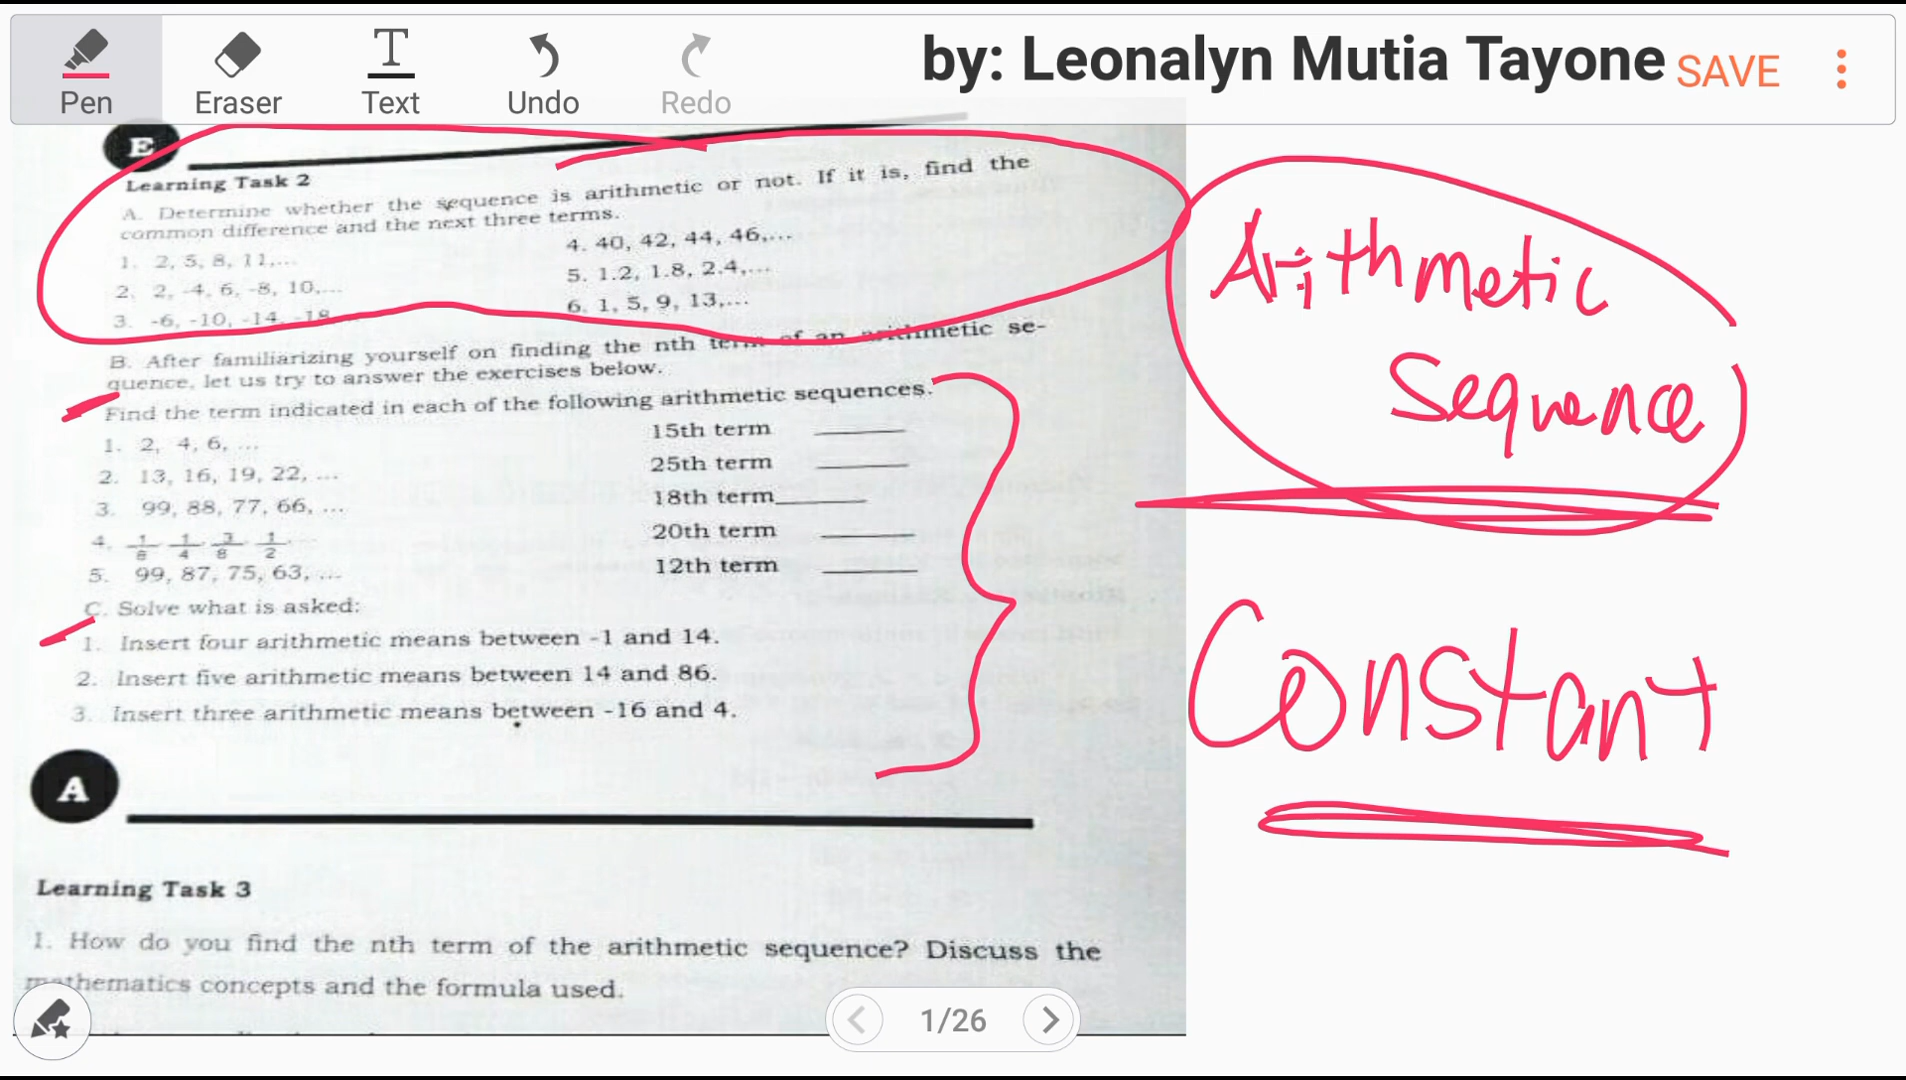 Pen
Eraser
Text
Undo
Redo
by: Leonalyn Mutia Tayone
SAVE
E
Learning Task 2
A. Determine whether the sequence is arithmetic or not. If it is, find the
common difference and the next three terms.
1. 2, 5, 8, 11,...
2. 2, -4, 6, -8, 10,...
3. -6, -10, -14, -18
4. 40, 42, 44, 46,...
5. 1.2, 1.8, 2.4,...
6. 1, 5, 9, 13,...
B. After familiarizing yourself on finding the nth term of an arithmetic se-
quence, let us try to answer the exercises below.
Find the term indicated in each of the following arithmetic sequences.
1. 2, 4, 6, ... 15th term
2. 13, 16, 19, 22, ... 25th term
3. 99, 88, 77, 66, ... 18th term
4. 1/8 1/4 3/8 1/2 20th term
5. 99, 87, 75, 63, ... 12th term
C. Solve what is asked:
1. Insert four arithmetic means between -1 and 14.
2. Insert five arithmetic means between 14 and 86.
3. Insert three arithmetic means between -16 and 4.
A
Learning Task 3
1. How do you find the nth term of the arithmetic sequence? Discuss the
mathematics concepts and the formula used.
Arithmetic
Sequence
Constant
1/26